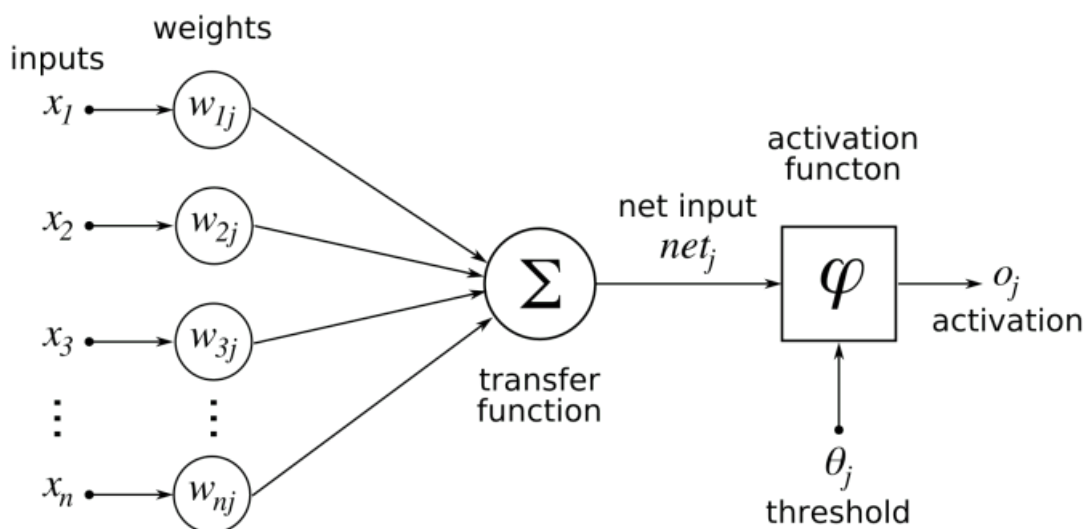 weights
inputs
x1
w1j
x2
w2j
x3
w3j
⋮
⋮
xn
wnj
Σ
transfer
function
net input
netj
activation
functon
φ
oj
activation
θj
threshold